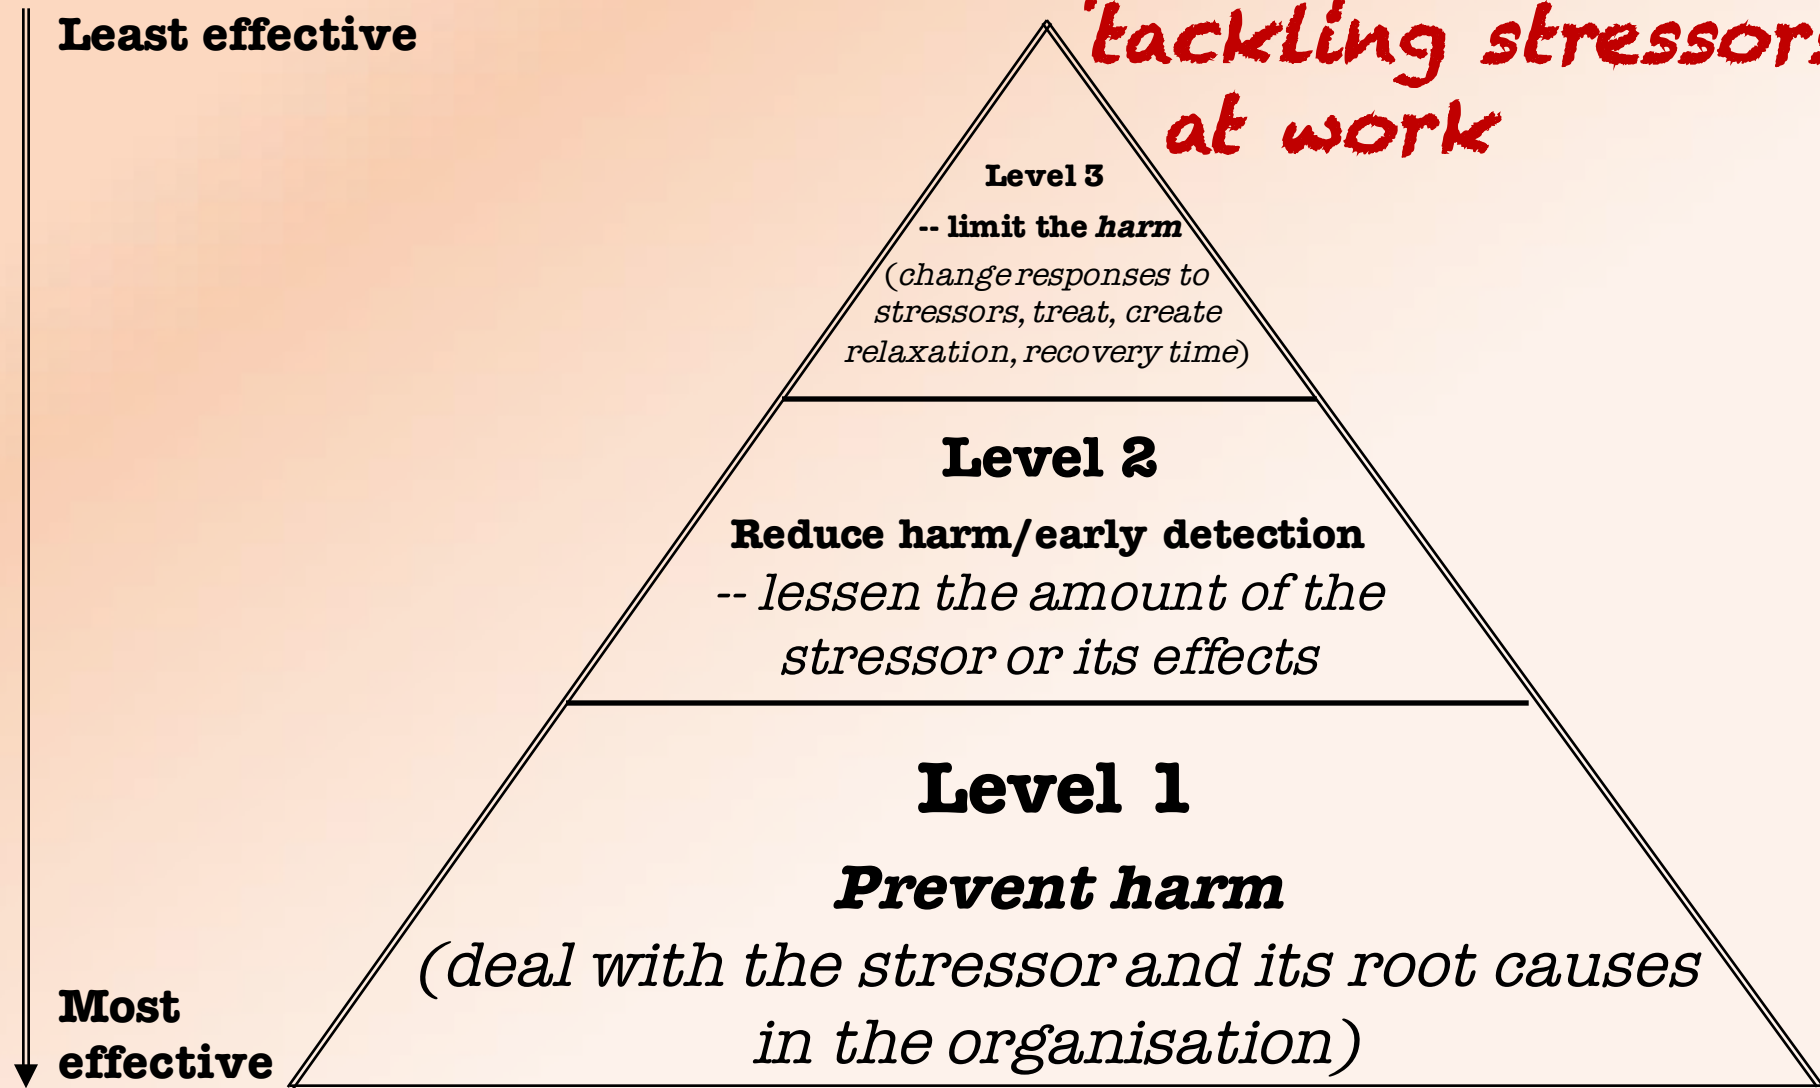 Least effective
tackling stressors
at work
Level 3
-- limit the harm
(change responses to
stressors, treat, create
relaxation, recovery time)
Level 2
Reduce harm/early detection
-- lessen the amount of the
stressor or its effects
Level 1
Prevent harm
(deal with the stressor and its root causes
in the organisation)
Most
effective